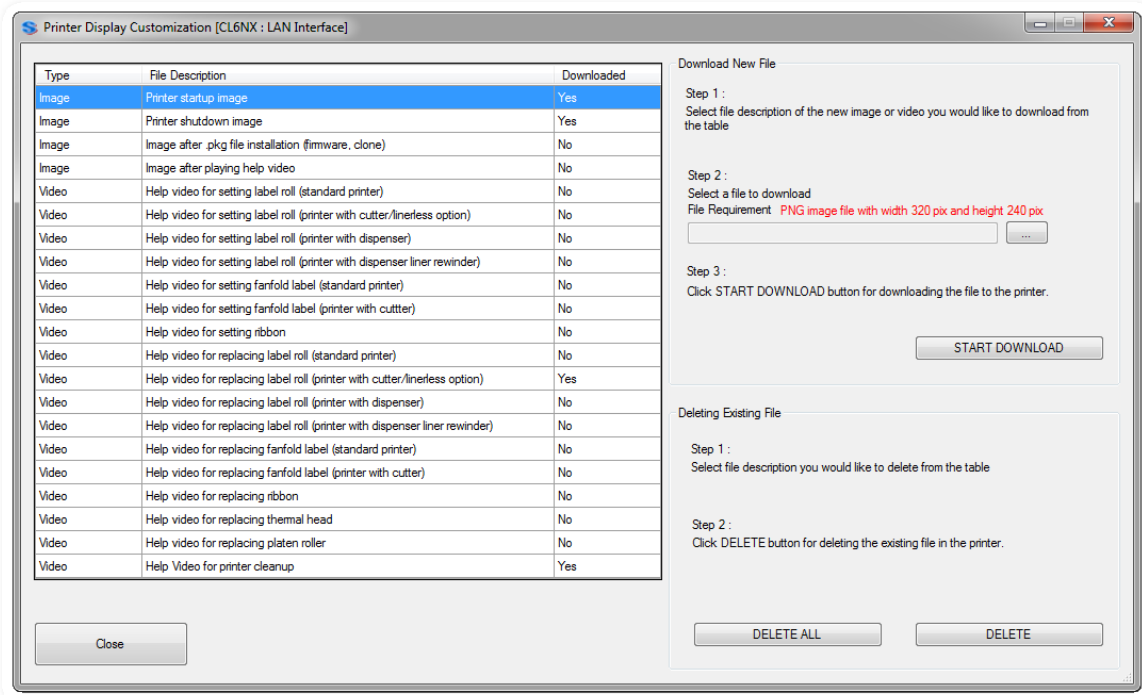 Printer Display Customization [CL6NX : LAN Interface]
Type File Description Downloaded
Image Printer startup image Yes
Image Printer shutdown image Yes
Image Image after .pkg file installation (firmware, clone) No
Image Image after playing help video No
Video Help video for setting label roll (standard printer) No
Video Help video for setting label roll (printer with cutter/linerless option) No
Video Help video for setting label roll (printer with dispenser) No
Video Help video for setting label roll (printer with dispenser liner rewinder) No
Video Help video for setting fanfold label (standard printer) No
Video Help video for setting fanfold label (printer with cuttter) No
Video Help video for setting ribbon No
Video Help video for replacing label roll (standard printer) No
Video Help video for replacing label roll (printer with cutter/linerless option) Yes
Video Help video for replacing label roll (printer with dispenser) No
Video Help video for replacing label roll (printer with dispenser liner rewinder) No
Video Help video for replacing fanfold label (standard printer) No
Video Help video for replacing fanfold label (printer with cutter) No
Video Help video for replacing ribbon No
Video Help video for replacing thermal head No
Video Help video for replacing platen roller No
Video Help Video for printer cleanup Yes
Close
Download New File
Step 1 :
Select file description of the new image or video you would like to download from
the table
Step 2 :
Select a file to download
File Requirement PNG image file with width 320 pix and height 240 pix
...
Step 3 :
Click START DOWNLOAD button for downloading the file to the printer.
START DOWNLOAD
Deleting Existing File
Step 1 :
Select file description you would like to delete from the table
Step 2 :
Click DELETE button for deleting the existing file in the printer.
DELETE ALL DELETE